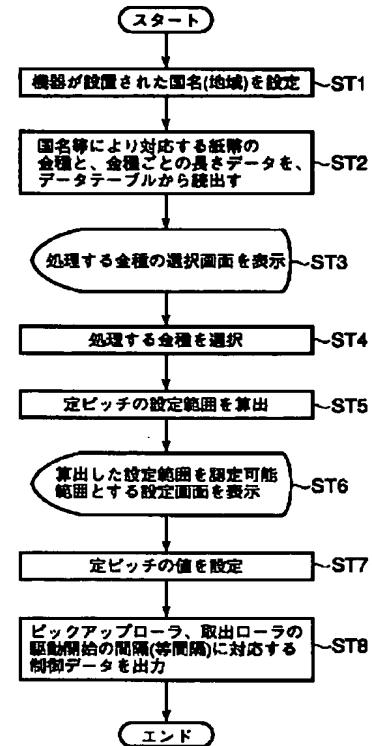 スタート
機器が設置された国名(地域)を設定
ST1
国名等により対応する紙幣の
金種と、金種ごとの長さデータを、
データテーブルから読出す
ST2
処理する金種の選択画面を表示
ST3
処理する金種を選択
ST4
定ピッチの設定範囲を算出
ST5
算出した設定範囲を設定可能
範囲とする設定画面を表示
ST6
定ピッチの値を設定
ST7
ピックアップローラ、取出ローラの
駆動開始の間隔(等間隔)に対応する
制御データを出力
ST8
エンド